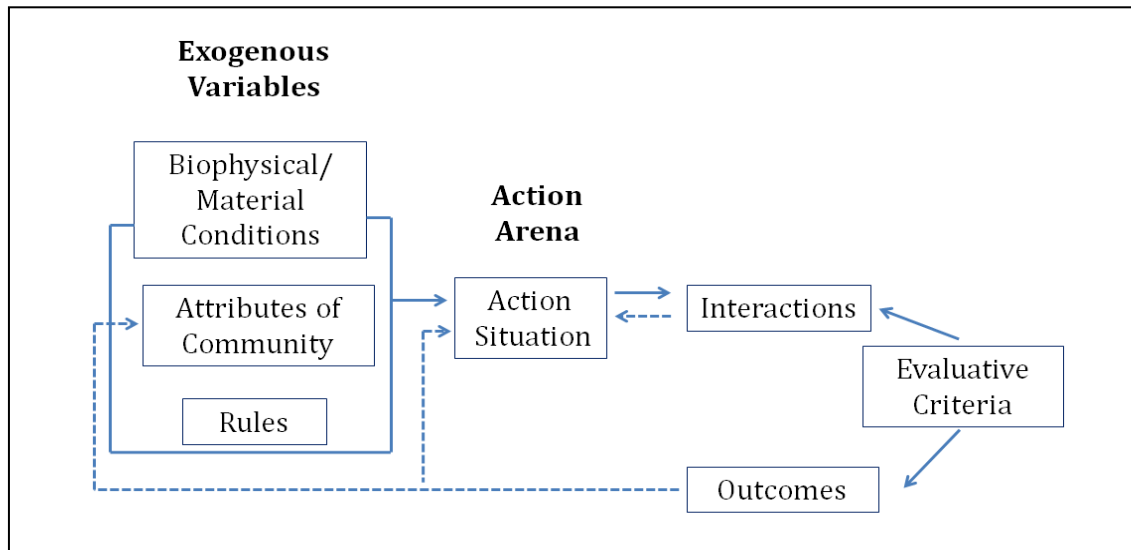 Exogenous
Variables
Biophysical/
Material
Conditions
Attributes of
Community
Rules
Action
Arena
Action
Situation
Interactions
Evaluative
Criteria
Outcomes